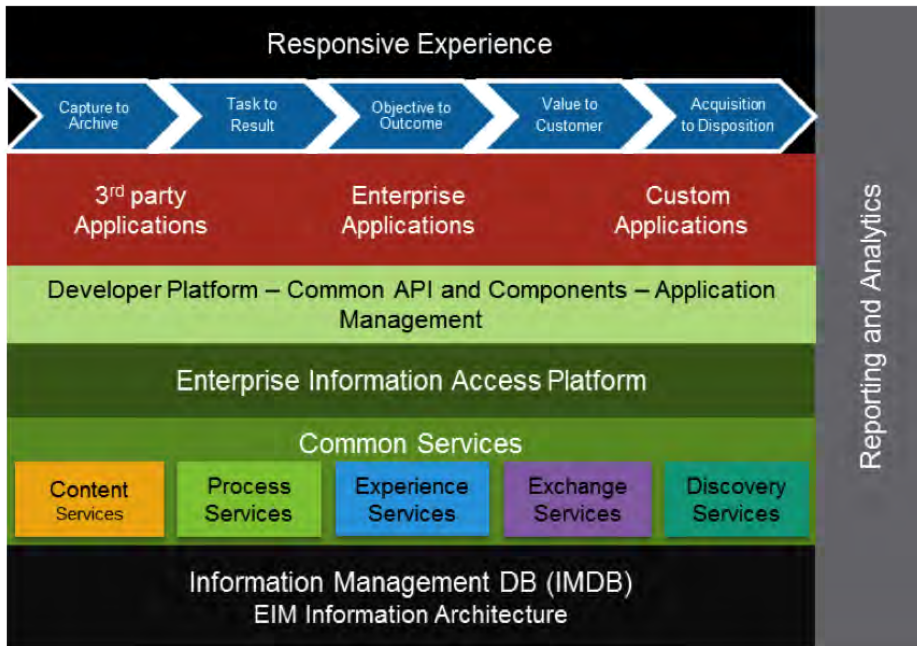 Responsive Experience
Capture to
Archive
Task to
Result
Objective to
Outcome
Value to
Customer
Acquisition
to Disposition
3rd party
Applications
Enterprise
Applications
Custom
Applications
Developer Platform – Common API and Components – Application
Management
Enterprise Information Access Platform
Common Services
Content
Services
Process
Services
Experience
Services
Exchange
Services
Discovery
Services
Information Management DB (IMDB)
EIM Information Architecture
Reporting and Analytics